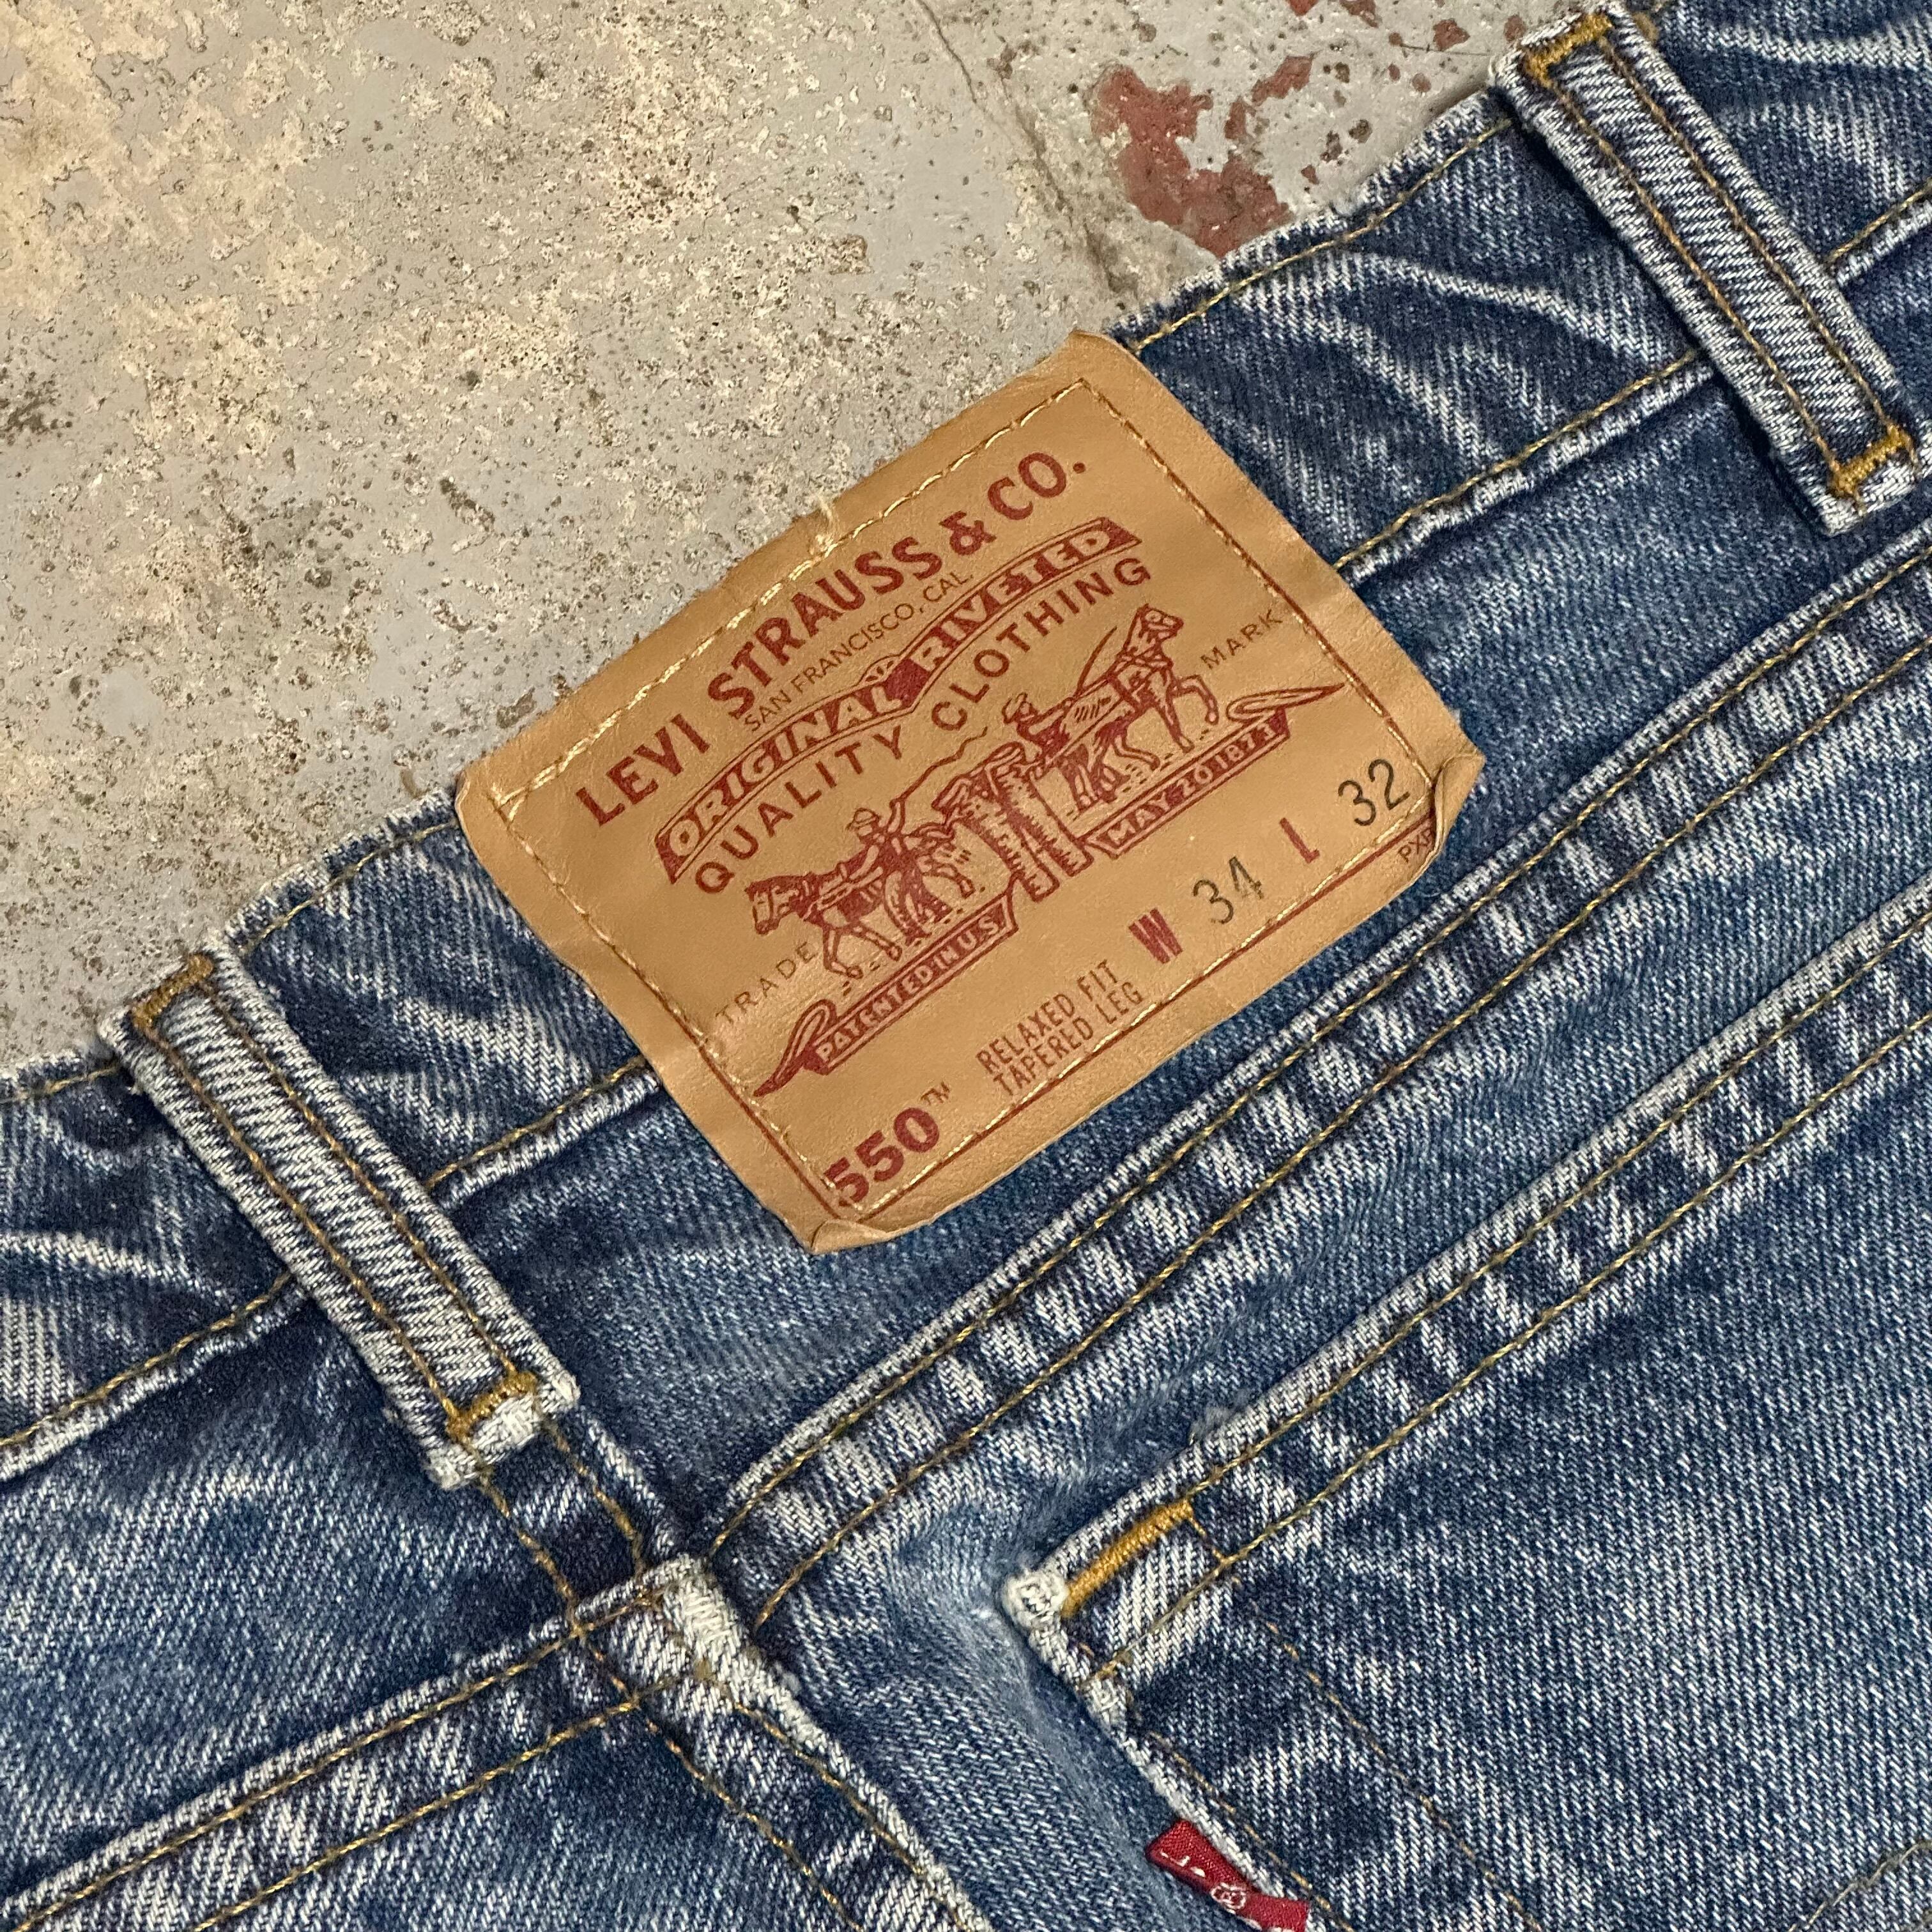 LEVI STRAUSS & CO.
SAN FRANCISCO, CAL
ORIGINAL RIVETED
QUALITY CLOTHING
TRADE MARK
PATENTED IN U.S. MAY 20 1873
W 34 L 32
550™ RELAXED FIT
TAPERED LEG